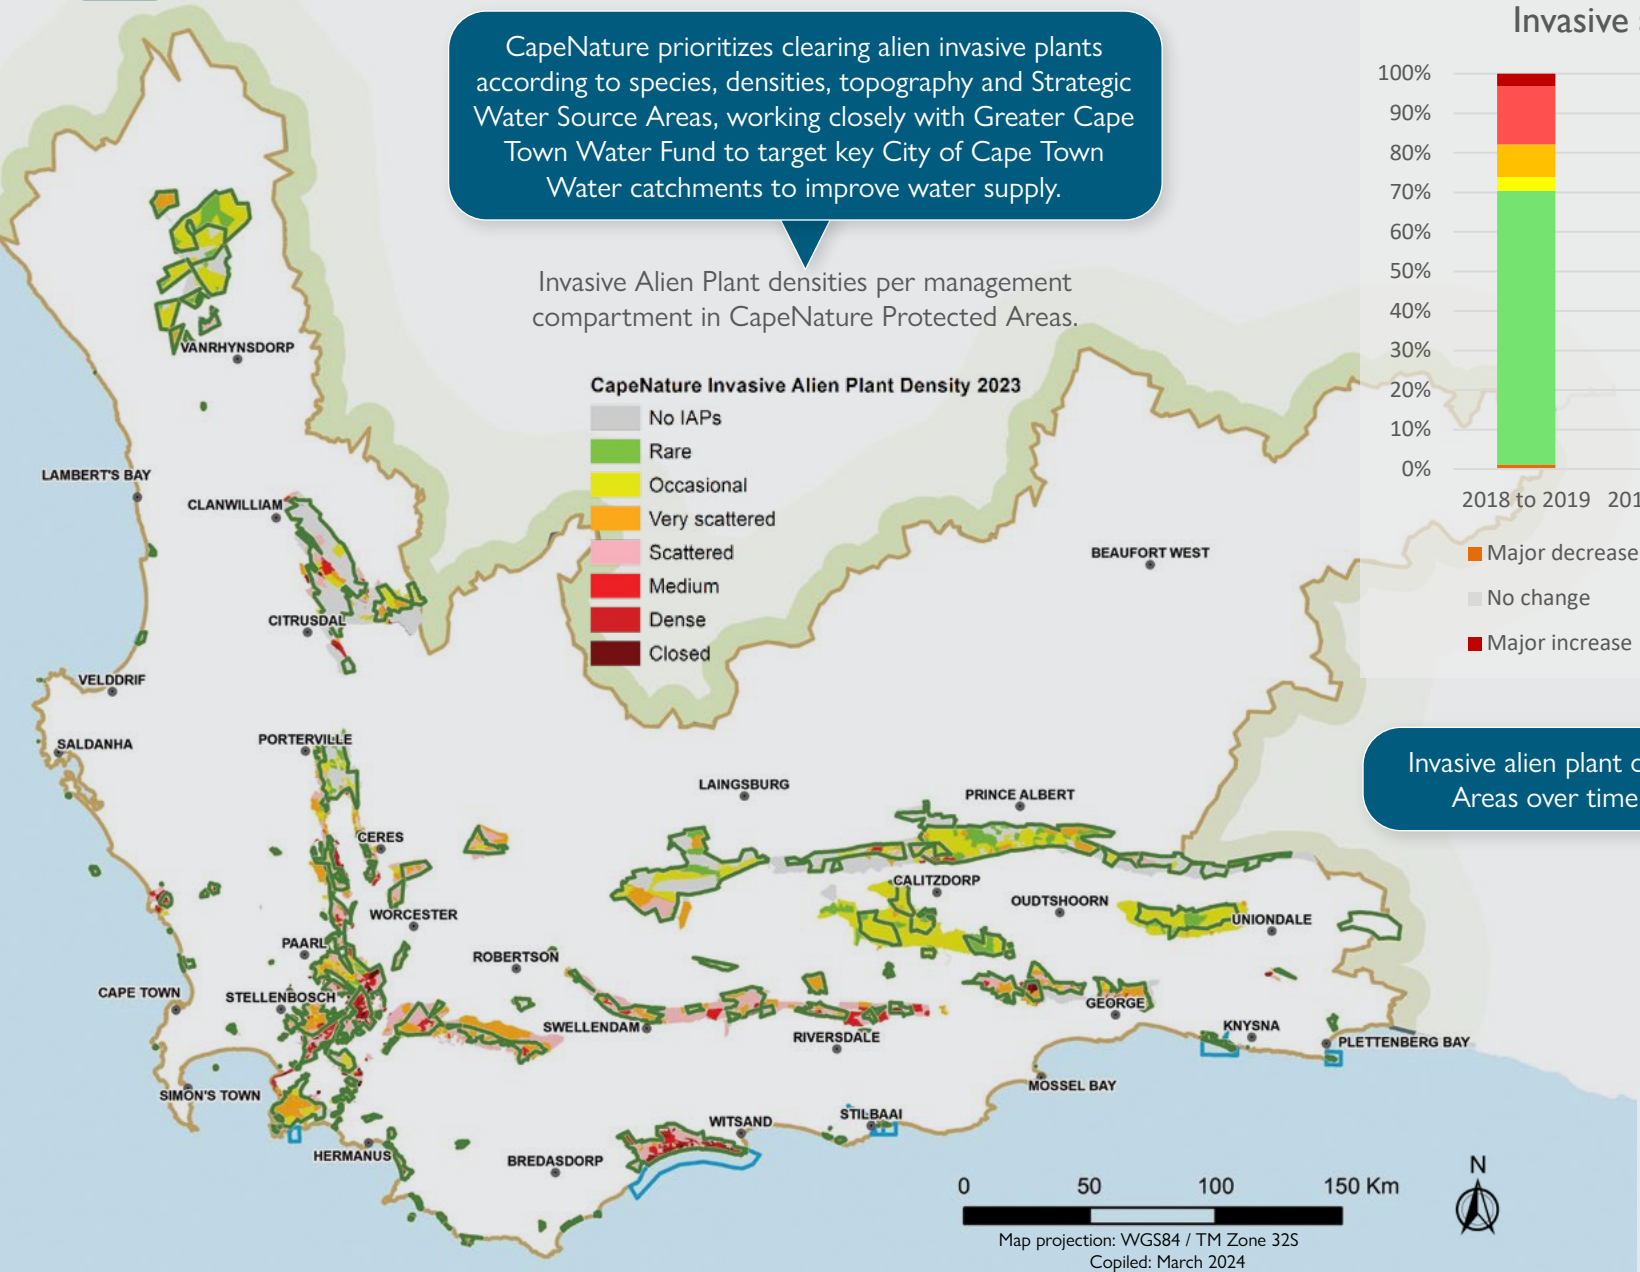 CapeNature prioritizes clearing alien invasive plants
according to species, densities, topography and Strategic
Water Source Areas, working closely with Greater Cape
Town Water Fund to target key City of Cape Town
Water catchments to improve water supply.
Invasive Alien Plant densities per management
compartment in CapeNature Protected Areas.
CapeNature Invasive Alien Plant Density 2023
No IAPs
Rare
Occasional
Very scattered
Scattered
Medium
Dense
Closed
VANRHYNSDORP
LAMBERT'S BAY
CLANWILLIAM
CITRUSDAL
VELDDRIF
SALDANHA
PORTERVILLE
CERES
WORCESTER
PAARL
ROBERTSON
CAPE TOWN
STELLENBOSCH
SWELLENDAM
SIMON'S TOWN
HERMANUS
BREDASDORP
WITSAND
STILBAAI
RIVERSDALE
MOSSEL BAY
GEORGE
KNYSNA
PLETTENBERG BAY
UNIONDALE
OUDTSHOORN
CALITZDORP
PRINCE ALBERT
LAINGSBURG
BEAUFORT WEST
0 50 100 150 Km
Map projection: WGS84 / TM Zone 32S
Copiled: March 2024
N
Invasive
100%
90%
80%
70%
60%
50%
40%
30%
20%
10%
0%
2018 to 2019 201
Major decrease
No change
Major increase
Invasive alien plant
Areas over time